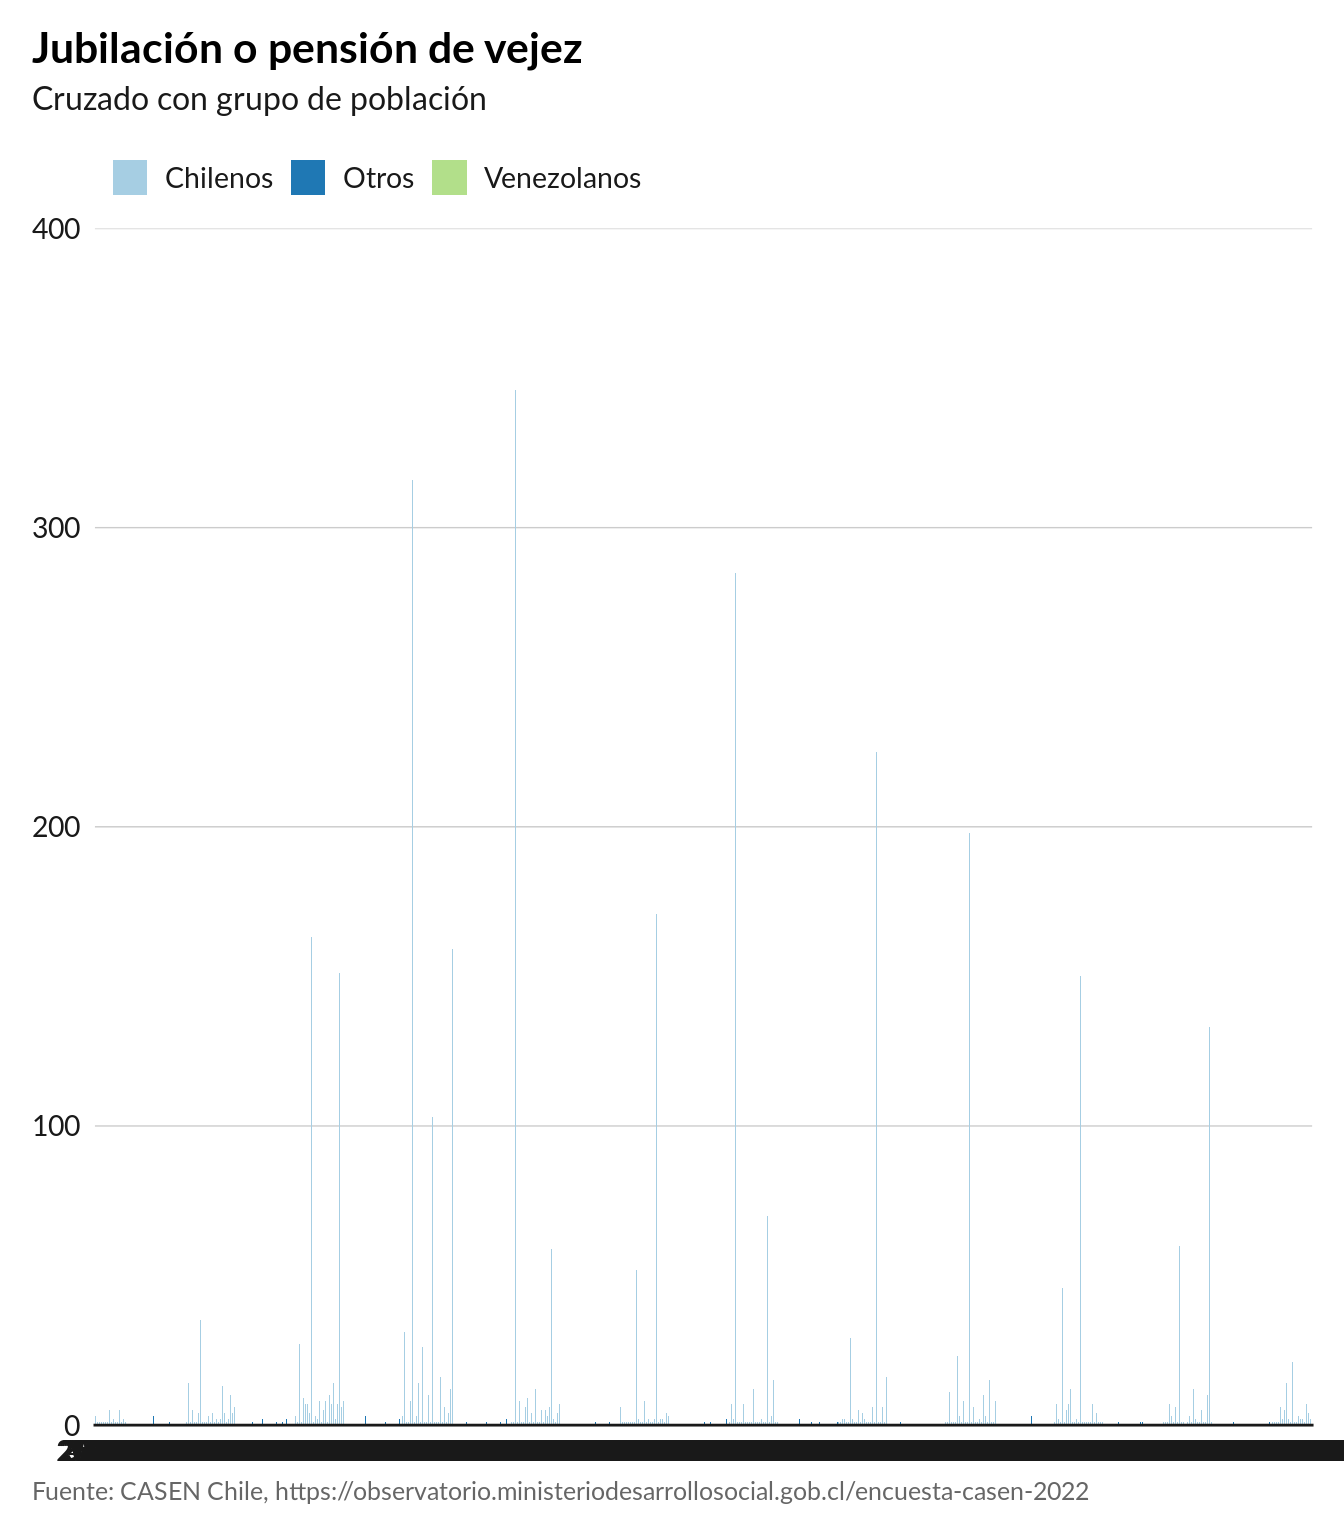 Jubilación o pensión de vejez
Cruzado con grupo de población
Chilenos Otros Venezolanos
400
300
200
100
0
Fuente: CASEN Chile, https://observatorio.ministeriodesarrollosocial.gob.cl/encuesta-casen-2022